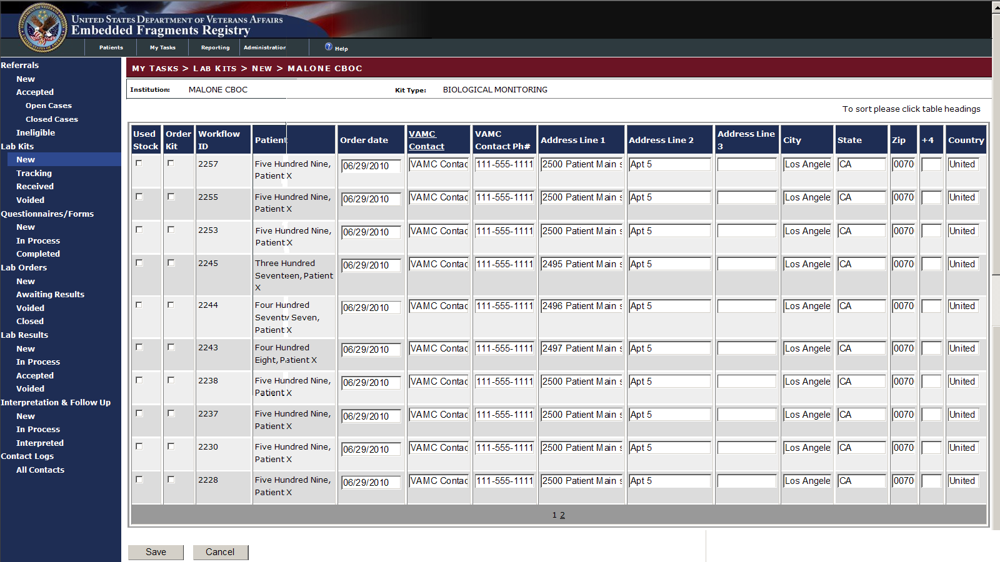 United States Department of Veterans Affairs
Embedded Fragments Registry
Patients My Tasks Reporting Administration Help
Referrals
New
Accepted
Open Cases
Closed Cases
Ineligible
Lab Kits
New
Tracking
Received
Voided
Questionnaires/Forms
New
In Process
Completed
Lab Orders
New
Awaiting Results
Voided
Closed
Lab Results
New
In Process
Accepted
Voided
Interpretation & Follow Up
New
In Process
Interpreted
Contact Logs
All Contacts
My Tasks > Lab Kits > New > MALONE CBOC
Institution: MALONE CBOC Kit Type: BIOLOGICAL MONITORING
To sort please click table headings
Used Stock Order Kit Workflow ID Patient Order date VAMC Contact VAMC Contact Ph# Address Line 1 Address Line 2 Address Line 3 City State Zip +4 Country
2257 Five Hundred Nine, Patient X 06/29/2010 VAMC Contac 111-555-1111 2500 Patient Main s Apt 5 Los Angele CA 0070 United
2255 Five Hundred Nine, Patient X 06/29/2010 VAMC Contac 111-555-1111 2500 Patient Main s Apt 5 Los Angele CA 0070 United
2253 Five Hundred Nine, Patient X 06/29/2010 VAMC Contac 111-555-1111 2500 Patient Main s Apt 5 Los Angele CA 0070 United
2245 Three Hundred Seventeen, Patient X 06/29/2010 VAMC Contac 111-555-1111 2495 Patient Main s Apt 5 Los Angele CA 0070 United
2244 Four Hundred Seventy Seven, Patient X 06/29/2010 VAMC Contac 111-555-1111 2496 Patient Main s Apt 5 Los Angele CA 0070 United
2243 Four Hundred Eight, Patient X 06/29/2010 VAMC Contac 111-555-1111 2497 Patient Main s Apt 5 Los Angele CA 0070 United
2238 Five Hundred Nine, Patient X 06/29/2010 VAMC Contac 111-555-1111 2500 Patient Main s Apt 5 Los Angele CA 0070 United
2237 Five Hundred Nine, Patient X 06/29/2010 VAMC Contac 111-555-1111 2500 Patient Main s Apt 5 Los Angele CA 0070 United
2230 Five Hundred Nine, Patient X 06/29/2010 VAMC Contac 111-555-1111 2500 Patient Main s Apt 5 Los Angele CA 0070 United
2228 Five Hundred Nine, Patient X 06/29/2010 VAMC Contac 111-555-1111 2500 Patient Main s Apt 5 Los Angele CA 0070 United
1 2
Save Cancel